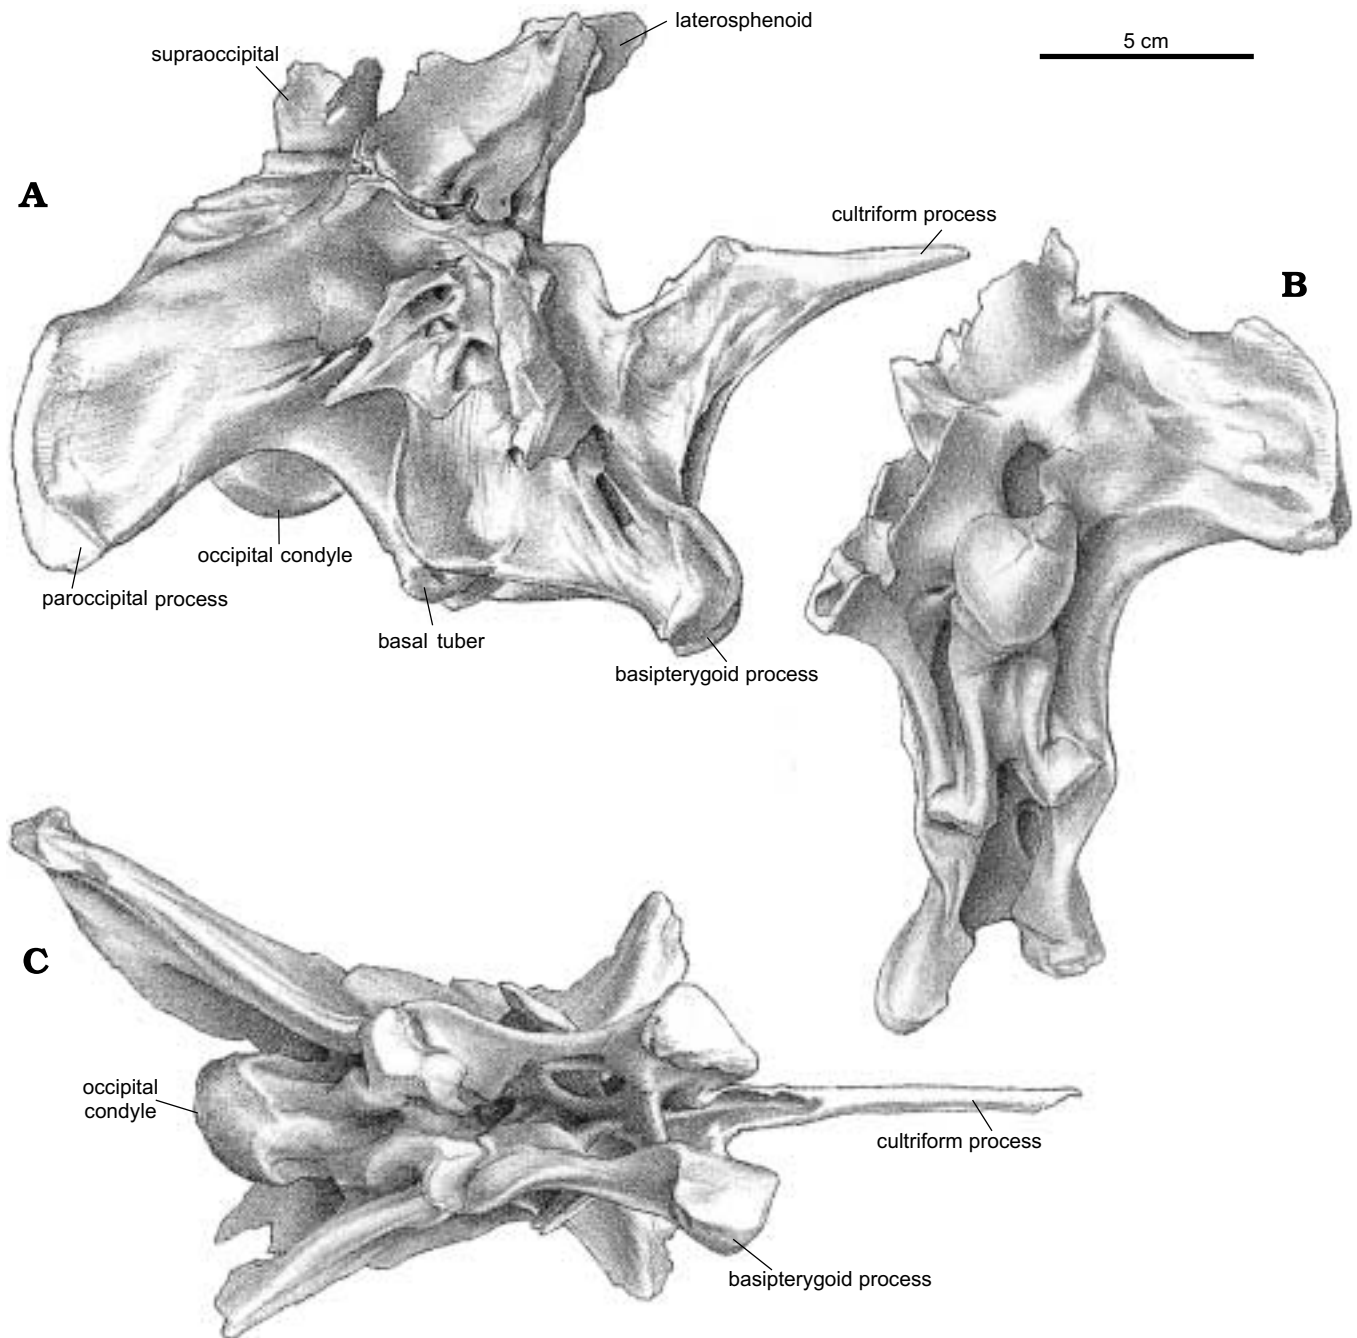 laterosphenoid
supraoccipital
5 cm
A
cultriform process
B
occipital condyle
paroccipital process
basal tuber
basipterygoid process
C
occipital
condyle
cultriform process
basipterygoid process